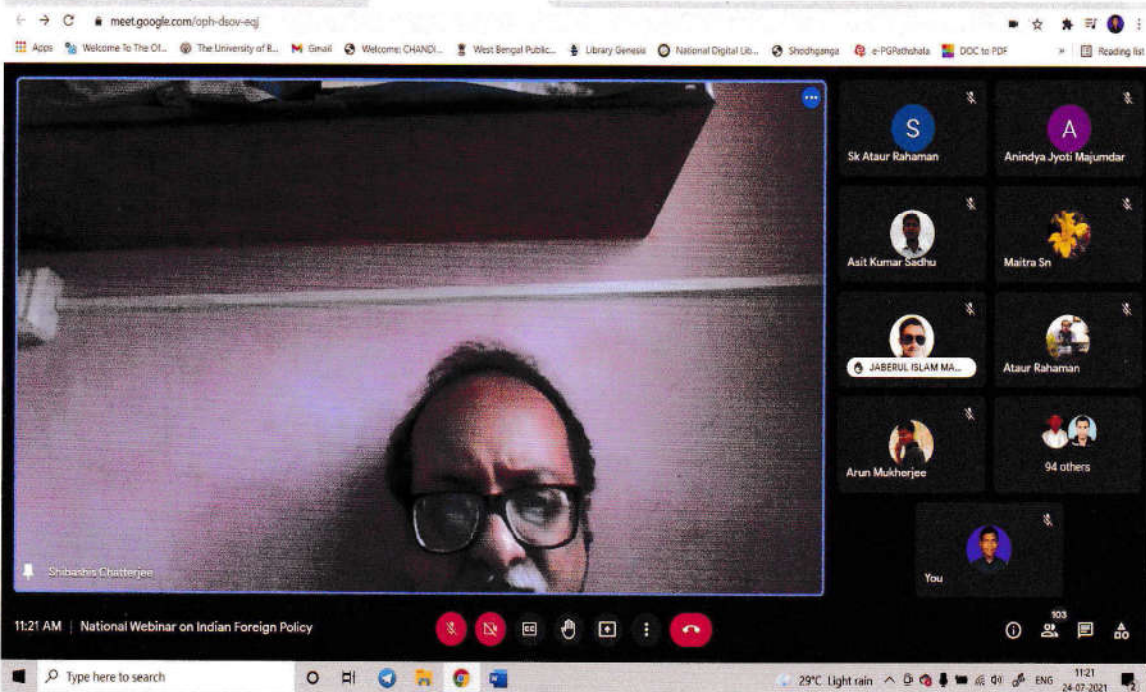 meet.google.com/oph-dsov-eqj
Apps Welcome To The Of... The University of B... Gmail Welcome: CHANDI... West Bengal Public... Library Genesis National Digital Lib... Shodhganga e-PGPathshala DOC to PDF » Reading list
S
Sk Ataur Rahaman
A
Anindya Jyoti Majumdar
Asit Kumar Sadhu
Maitra Sn
JABERUL ISLAM MA...
Ataur Rahaman
Arun Mukherjee
94 others
You
Shibashis Chatterjee
11:21 AM | National Webinar on Indian Foreign Policy
CC
103
Type here to search
29°C Light rain
ENG
11:21
24-07-2021